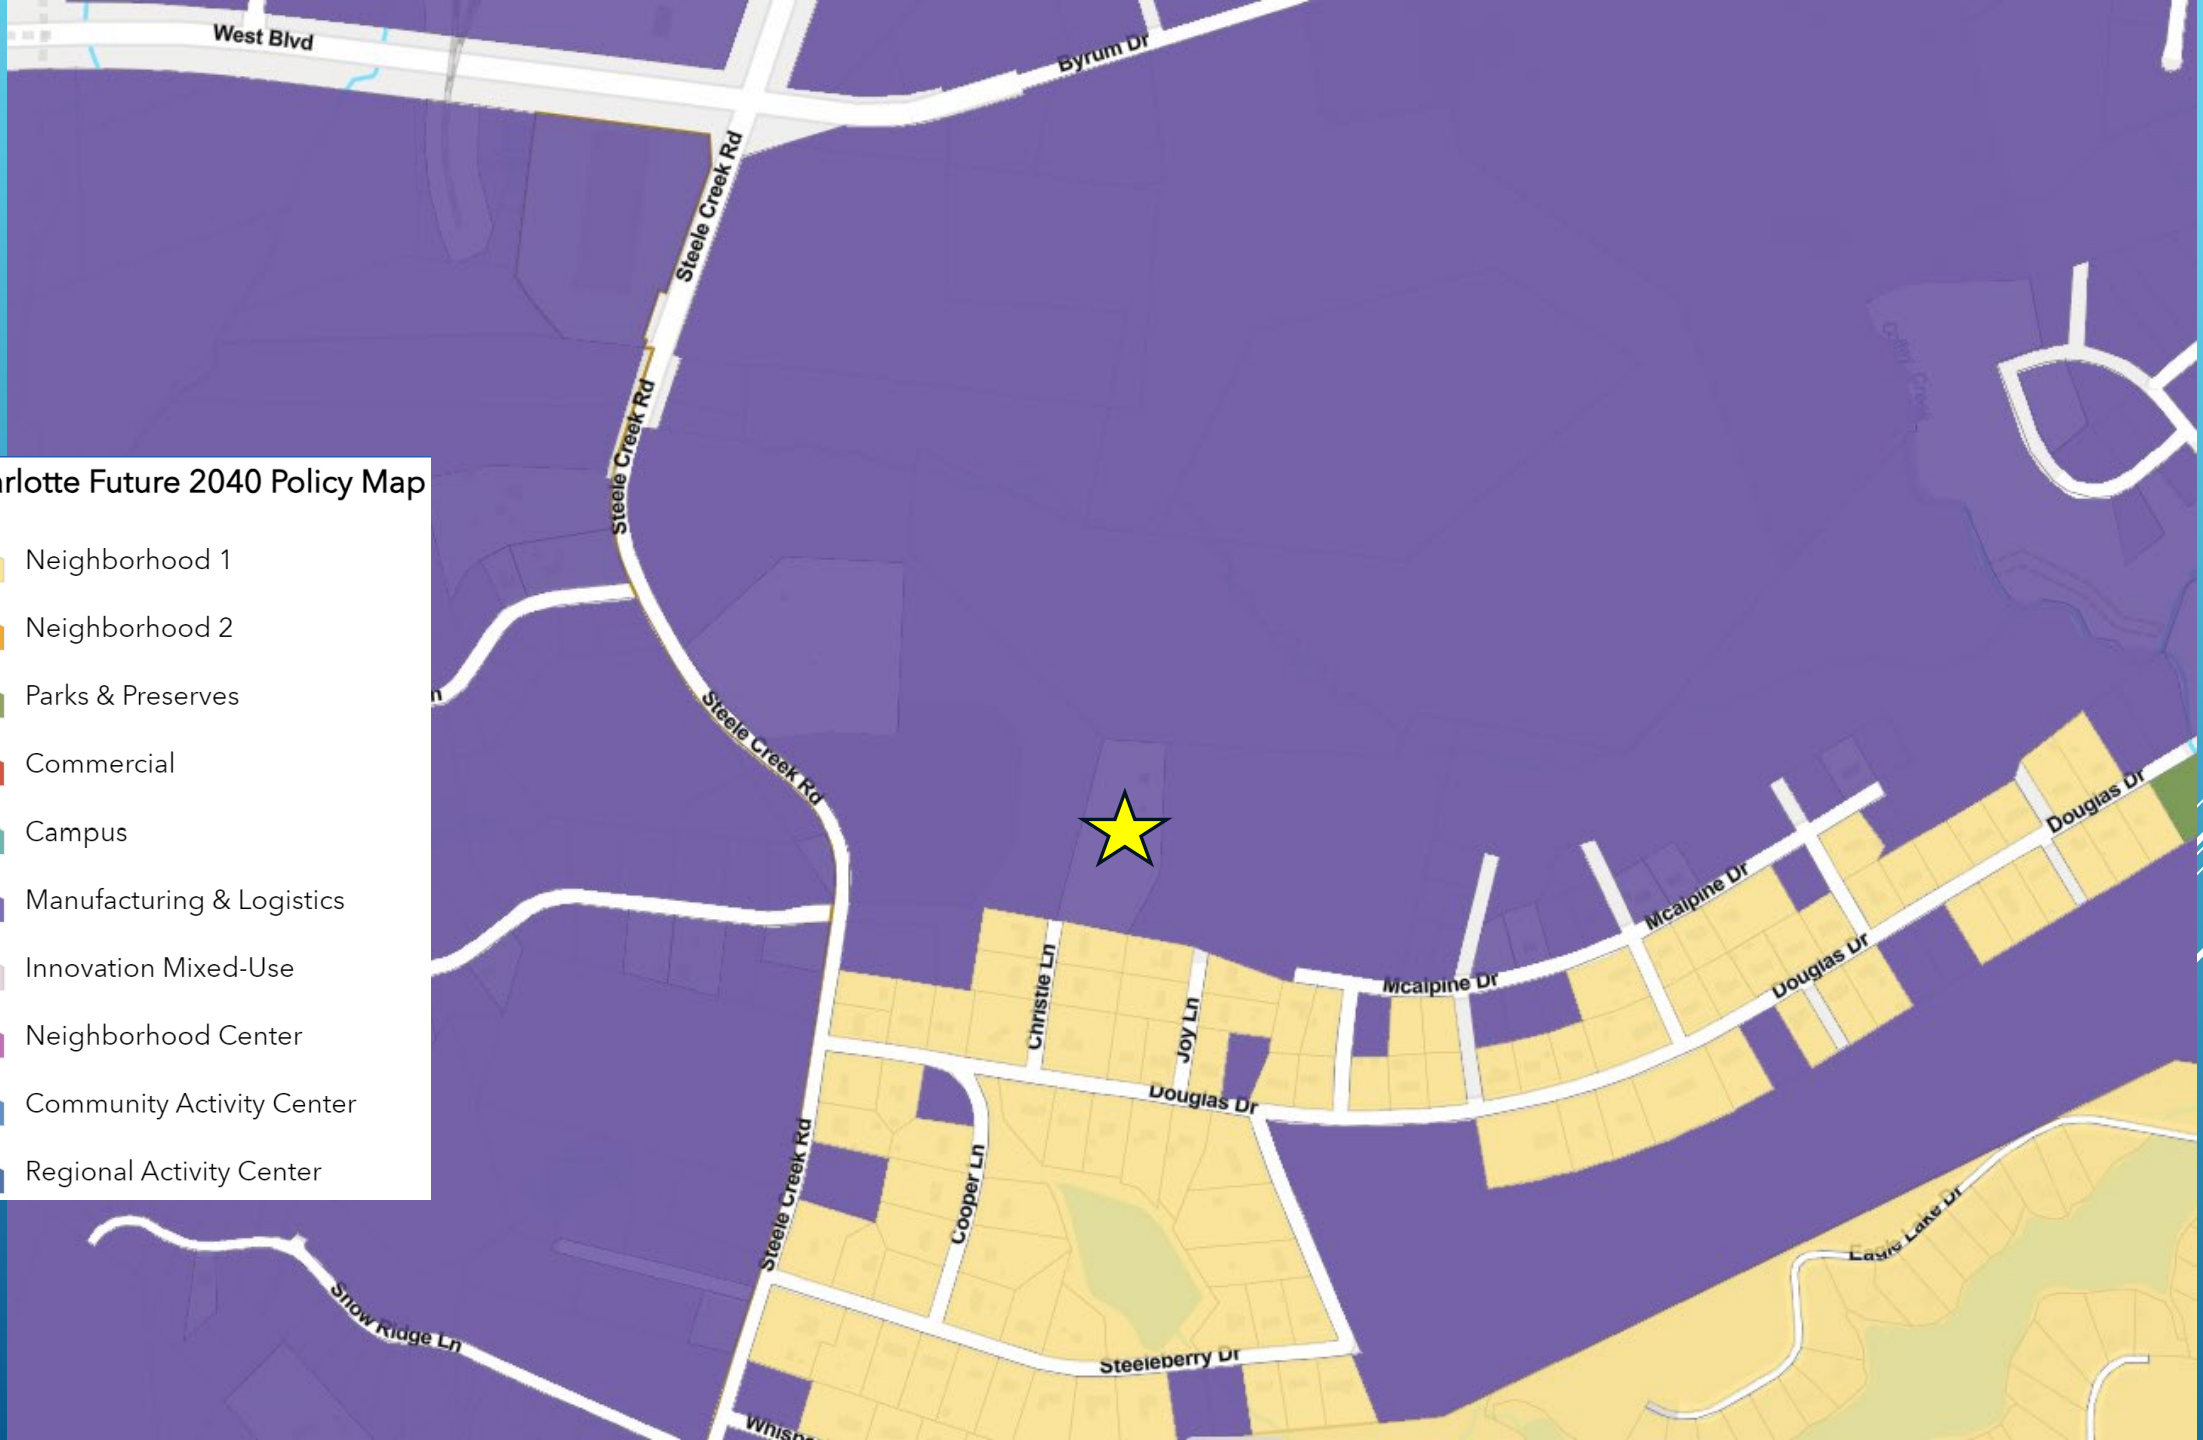 West Blvd
Byrum Dr
Steele Creek Rd
Steele Creek Rd
arlotte Future 2040 Policy Map
Neighborhood 1
Neighborhood 2
Parks & Preserves
Commercial
Campus
Manufacturing & Logistics
Innovation Mixed-Use
Neighborhood Center
Community Activity Center
Regional Activity Center
n
Steele Creek Rd
Douglas Dr
Mcalpine Dr
Mcalpine Dr
Douglas Dr
Christie Ln
Joy Ln
Douglas Dr
Steele Creek Rd
Cooper Ln
Eagle Lake Dr
Snow Ridge Ln
Steeleberry Dr
Whisp